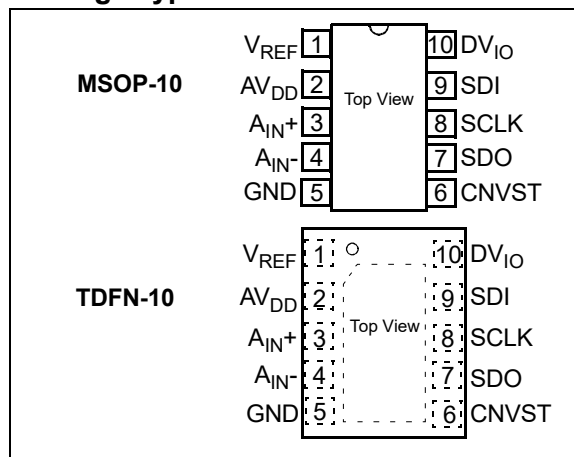 V_REF 1 10 DV_IO
MSOP-10 AV_DD 2 Top View 9 SDI
A_IN+ 3 8 SCLK
A_IN- 4 7 SDO
GND 5 6 CNVST
V_REF 1 10 DV_IO
TDFN-10 AV_DD 2 9 SDI
A_IN+ 3 Top View 8 SCLK
A_IN- 4 7 SDO
GND 5 6 CNVST